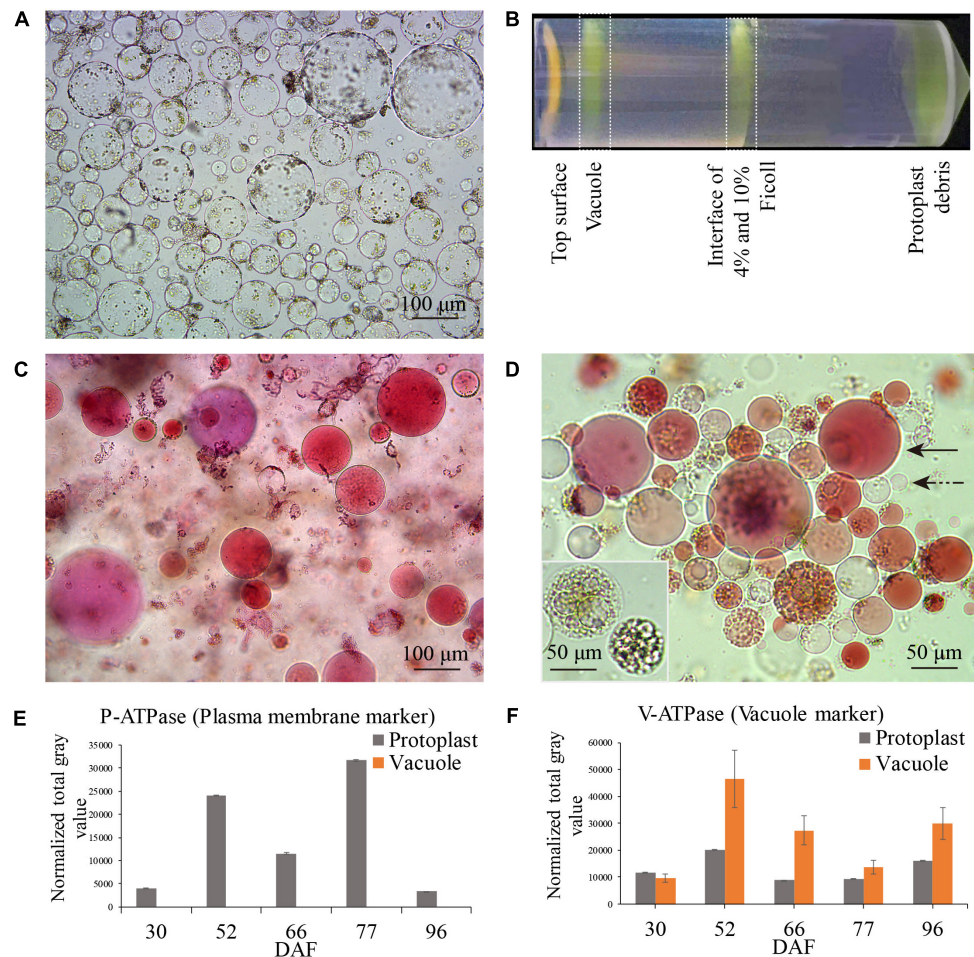 A
100 μm
B
Top surface
Vacuole
Interface of
4% and 10%
Ficoll
Protoplast
debris
C
100 μm
D
50 μm
50 μm
E
P-ATPase (Plasma membrane marker)
Protoplast
Vacuole
Normalized total gray
value
35000
30000
25000
20000
15000
10000
5000
0
30 52 66 77 96
DAF
F
V-ATPase (Vacuole marker)
Protoplast
Vacuole
Normalized total gray
value
60000
50000
40000
30000
20000
10000
0
30 52 66 77 96
DAF